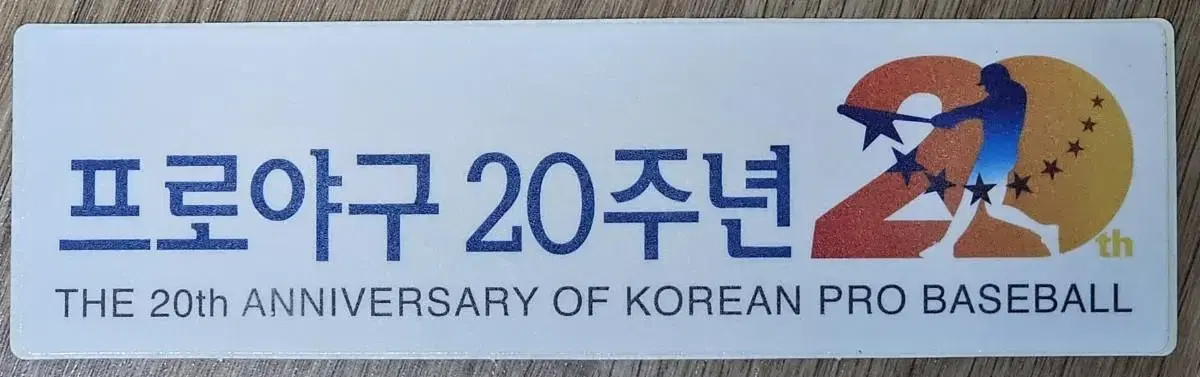 프로야구 20주년
20th
THE 20th ANNIVERSARY OF KOREAN PRO BASEBALL